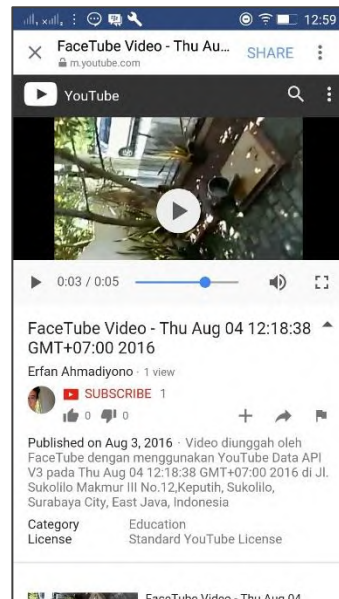 12:59
FaceTube Video - Thu Au... SHARE
m.youtube.com
YouTube
0:03 / 0:05
FaceTube Video - Thu Aug 04 12:18:38
GMT+07:00 2016
Erfan Ahmadiyono · 1 view
SUBSCRIBE 1
0 0
Published on Aug 3, 2016 · Video diunggah oleh
FaceTube dengan menggunakan YouTube Data API
V3 pada Thu Aug 04 12:18:38 GMT+07:00 2016 di Jl.
Sukolilo Makmur III No.12,Keputih, Sukolilo,
Surabaya City, East Java, Indonesia
Category Education
License Standard YouTube License
FaceTube Video - Thu Aug 04